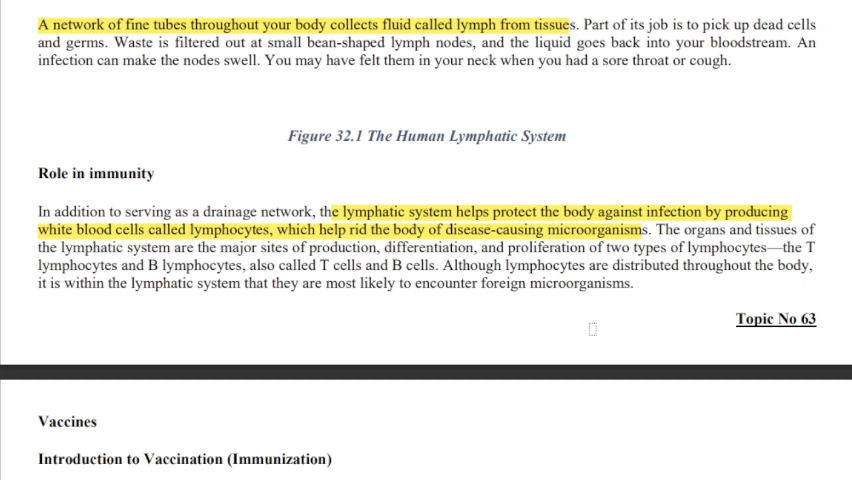 A network of fine tubes throughout your body collects fluid called lymph from tissues. Part of its job is to pick up dead cells
and germs. Waste is filtered out at small bean-shaped lymph nodes, and the liquid goes back into your bloodstream. An
infection can make the nodes swell. You may have felt them in your neck when you had a sore throat or cough.
Figure 32.1 The Human Lymphatic System
Role in immunity
In addition to serving as a drainage network, the lymphatic system helps protect the body against infection by producing
white blood cells called lymphocytes, which help rid the body of disease-causing microorganisms. The organs and tissues of
the lymphatic system are the major sites of production, differentiation, and proliferation of two types of lymphocytes—the T
lymphocytes and B lymphocytes, also called T cells and B cells. Although lymphocytes are distributed throughout the body,
it is within the lymphatic system that they are most likely to encounter foreign microorganisms.
Topic No 63
Vaccines
Introduction to Vaccination (Immunization)